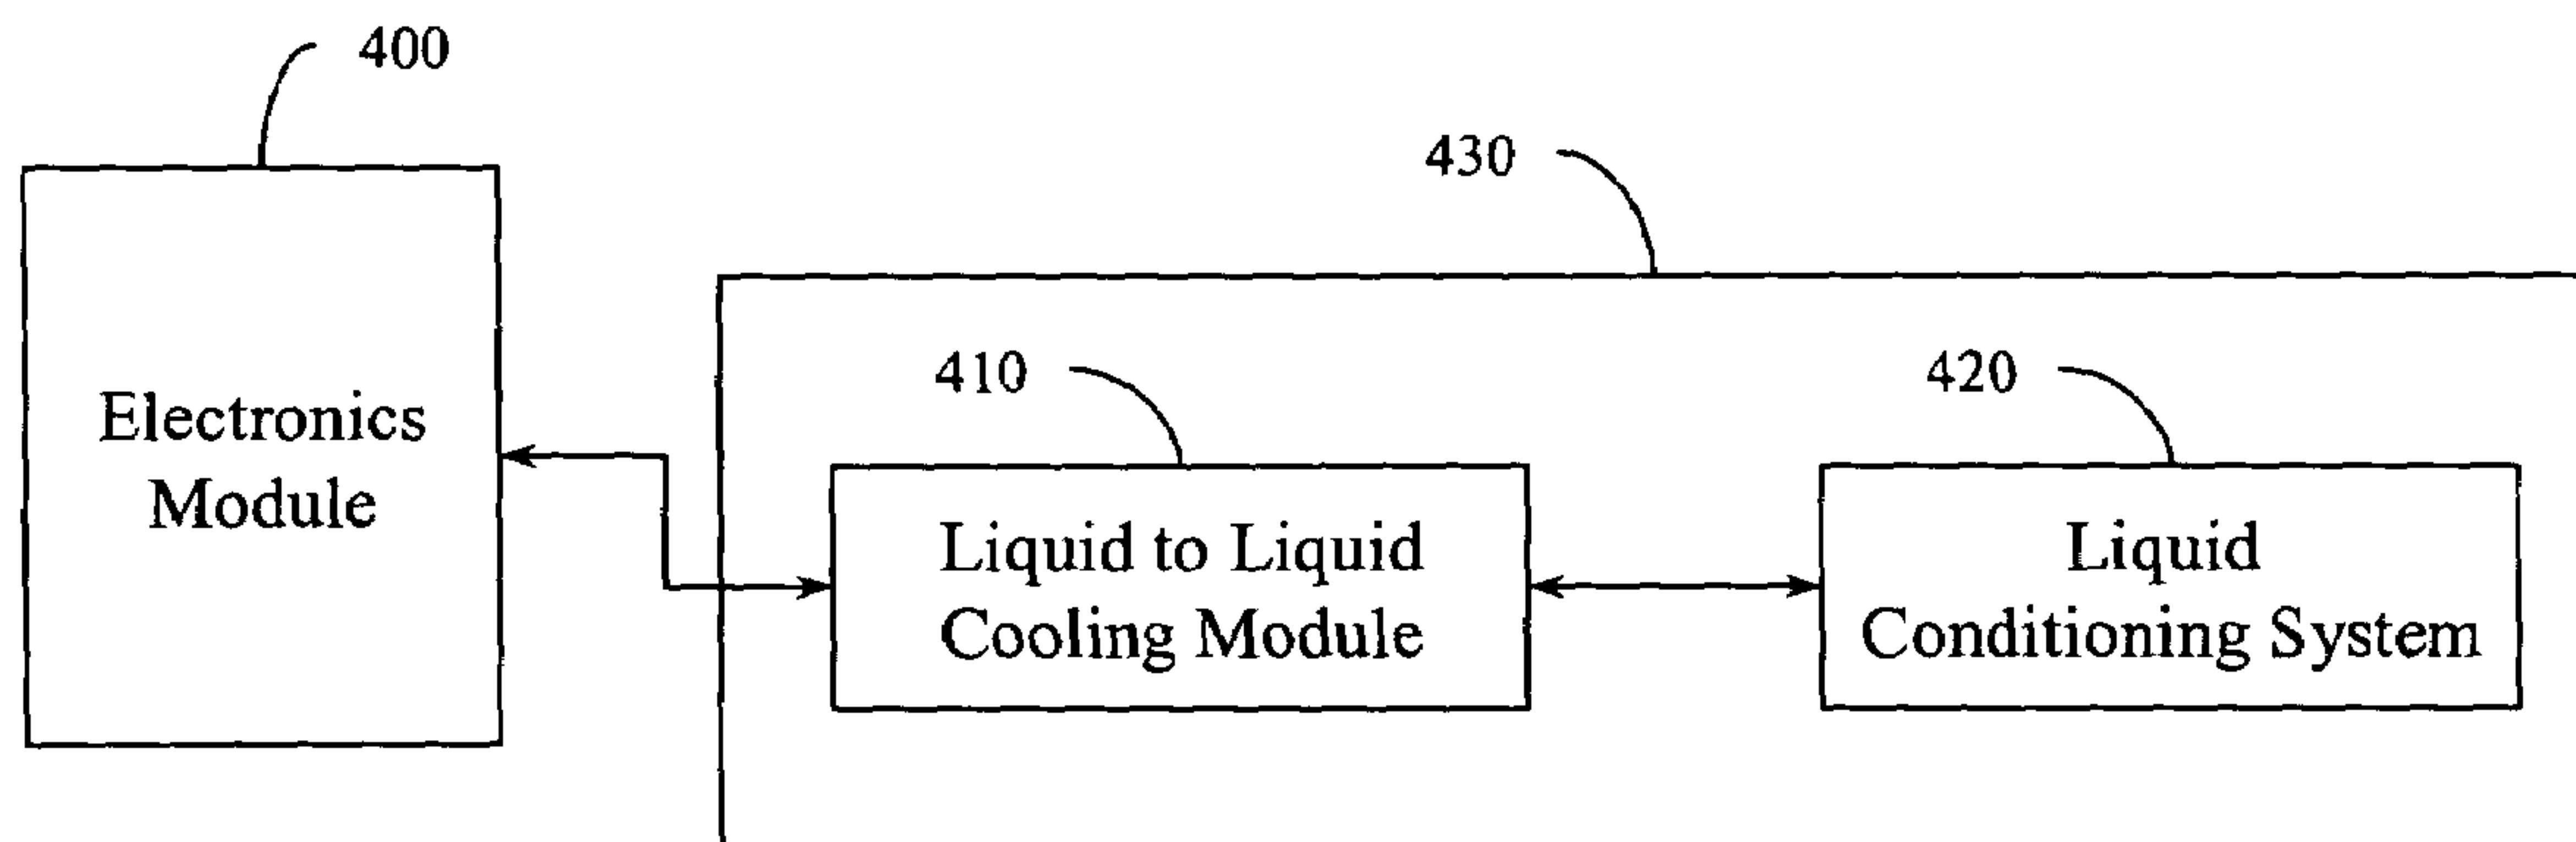 400
430
410
420
Electronics
Module
Liquid to Liquid
Cooling Module
Liquid
Conditioning System